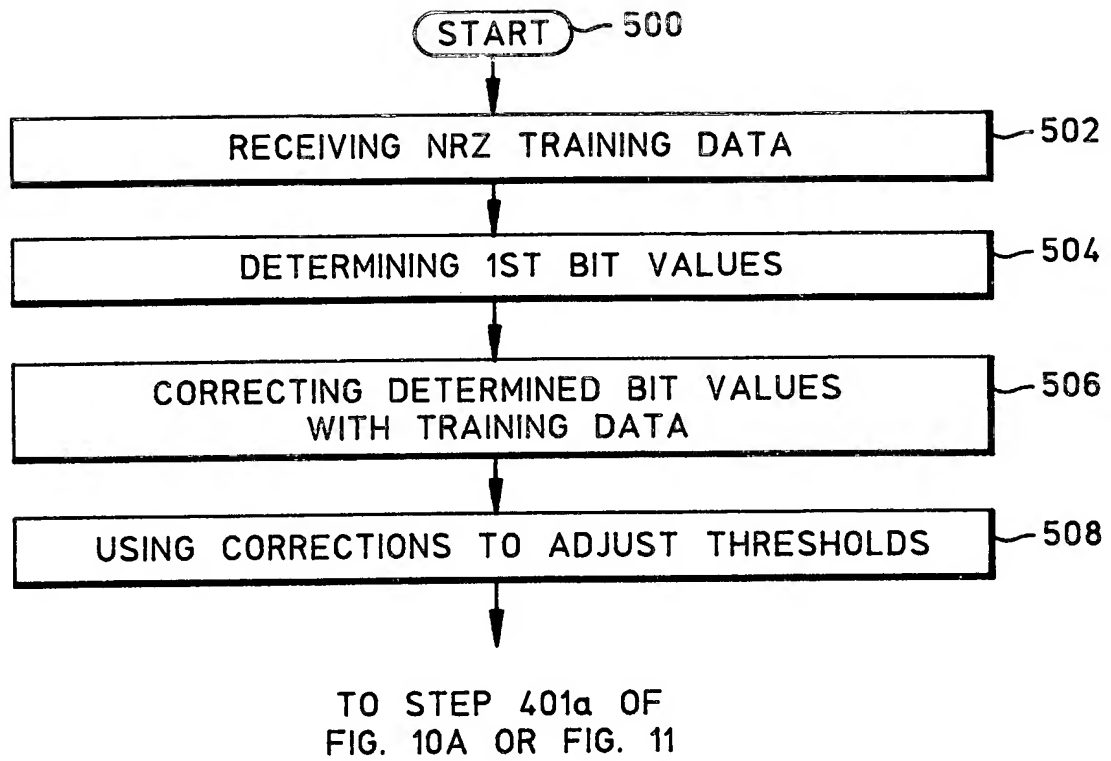 START 500
RECEIVING NRZ TRAINING DATA 502
DETERMINING 1ST BIT VALUES 504
CORRECTING DETERMINED BIT VALUES 506
WITH TRAINING DATA
USING CORRECTIONS TO ADJUST THRESHOLDS 508
TO STEP 401a OF
FIG. 10A OR FIG. 11